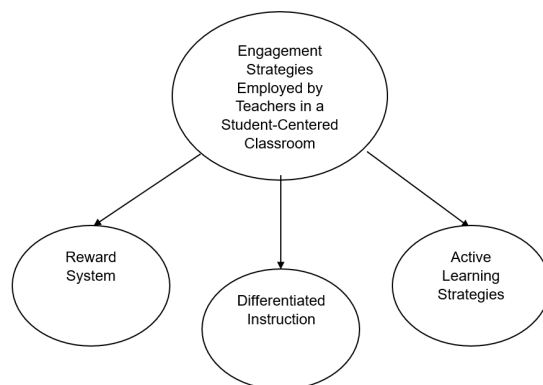 Engagement
Strategies
Employed by
Teachers in a
Student-Centered
Classroom
Reward
System
Differentiated
Instruction
Active
Learning
Strategies